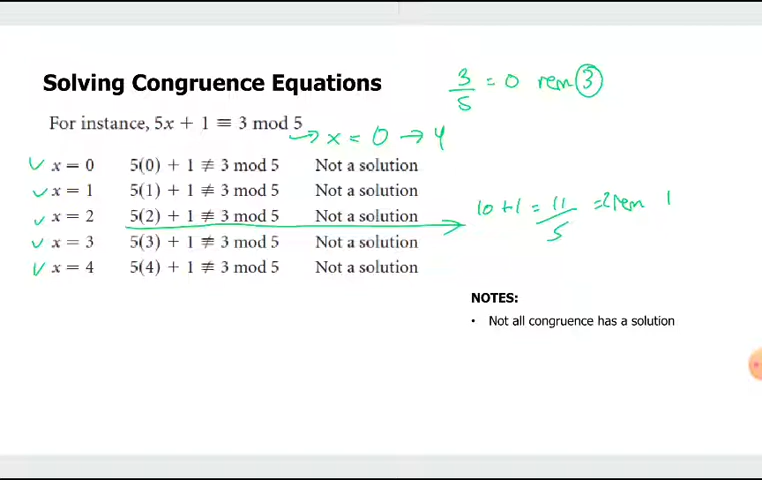 Solving Congruence Equations
3/5 = 0 rem 3
For instance, 5x + 1 ≡ 3 mod 5
→ x = 0 → 4
✓ x = 0 5(0) + 1 ≢ 3 mod 5 Not a solution
✓ x = 1 5(1) + 1 ≢ 3 mod 5 Not a solution
✓ x = 2 5(2) + 1 ≢ 3 mod 5 Not a solution
10 + 1 = 11/5 = 2 rem 1
✓ x = 3 5(3) + 1 ≢ 3 mod 5 Not a solution
✓ x = 4 5(4) + 1 ≢ 3 mod 5 Not a solution
NOTES:
• Not all congruence has a solution